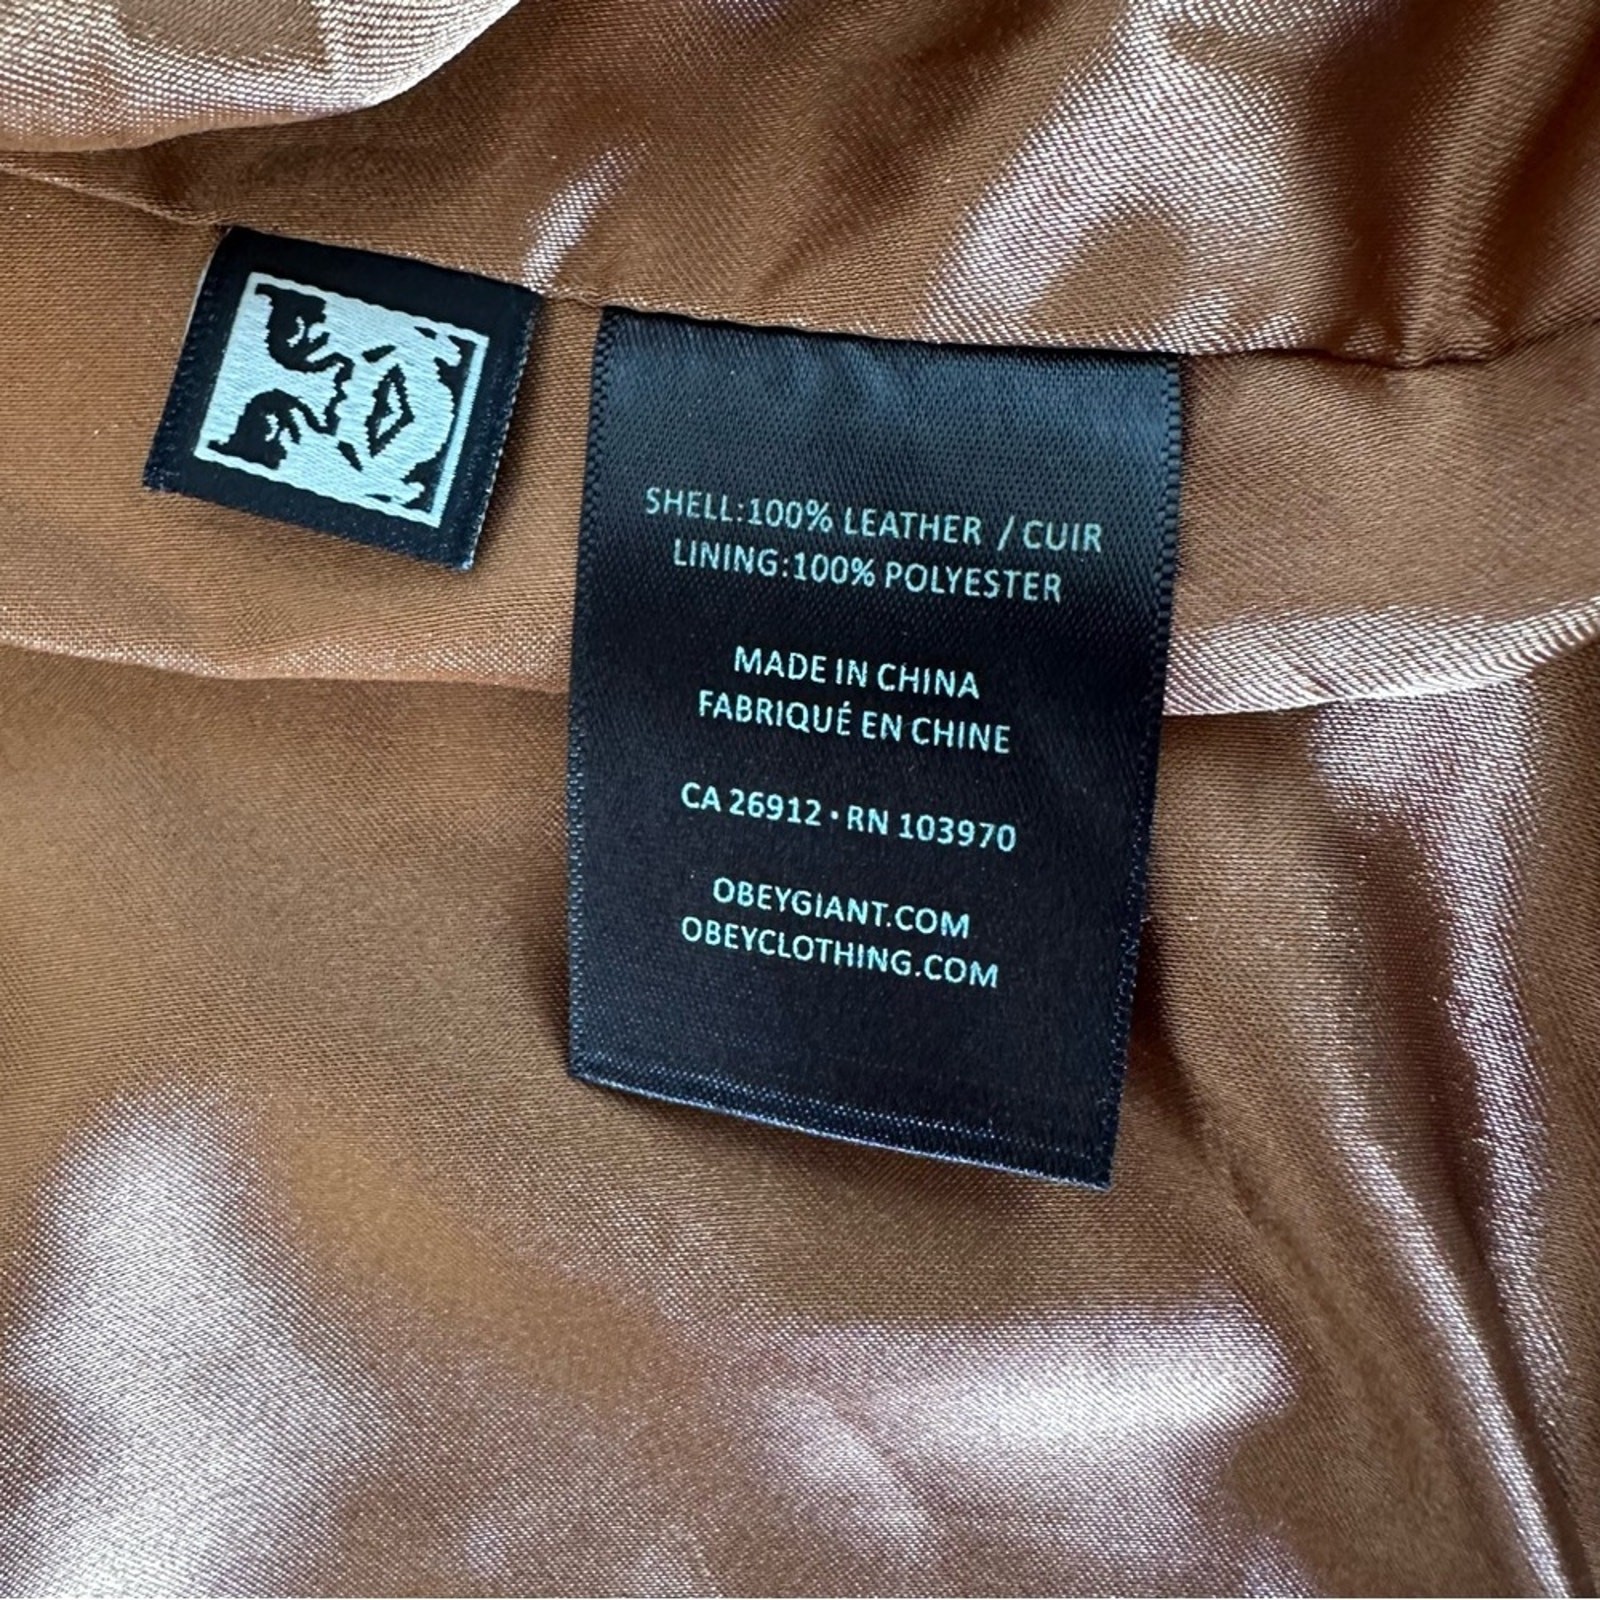 SHELL:100% LEATHER / CUIR
LINING:100% POLYESTER
MADE IN CHINA
FABRIQUÉ EN CHINE
CA 26912 • RN 103970
OBEYGIANT.COM
OBEYCLOTHING.COM